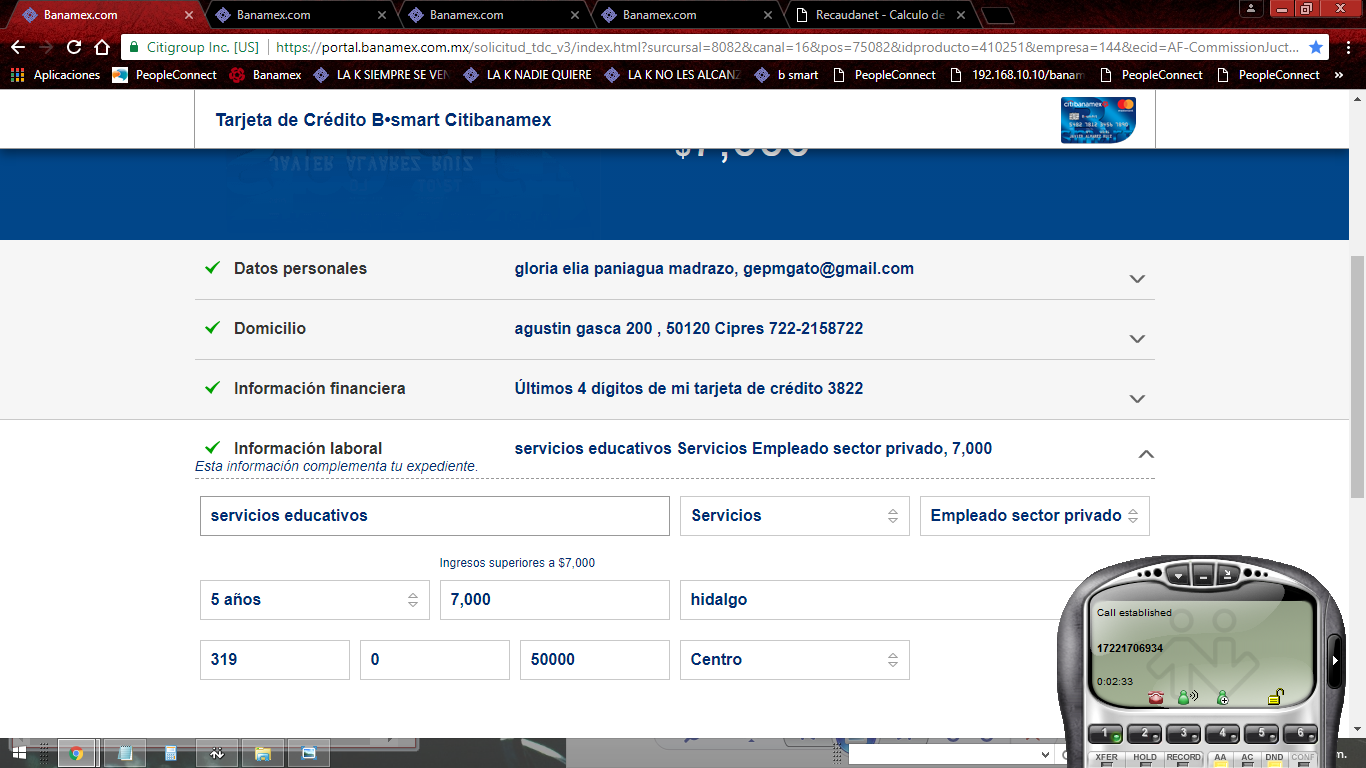 Banamex.com
Banamex.com
Banamex.com
Banamex.com
Recaudanet - Calculo de
Citigroup Inc. [US]
https://portal.banamex.com.mx/solicitud_tdc_v3/index.html?surcursal=8082&canal=16&pos=75082&idproducto=410251&empresa=144&ecid=AF-CommissionJuct...
Aplicaciones
PeopleConnect
Banamex
LA K SIEMPRE SE VEN
LA K NADIE QUIERE
LA K NO LES ALCANZ
b smart
PeopleConnect
192.168.10.10/banam
PeopleConnect
PeopleConnect
»
Tarjeta de Crédito B•smart Citibanamex
citibanamex
JAVIER ALVAREZ RUIZ
Datos personales
gloria elia paniagua madrazo, gepmgato@gmail.com
Domicilio
agustin gasca 200 , 50120 Cipres 722-2158722
Información financiera
Últimos 4 dígitos de mi tarjeta de crédito 3822
Información laboral
servicios educativos Servicios Empleado sector privado, 7,000
Esta información complementa tu expediente.
servicios educativos
Servicios
Empleado sector privado
Ingresos superiores a $7,000
5 años
7,000
hidalgo
319
0
50000
Centro
Call established
17221706934
0:02:33
1
2
3
4
5
6
XFER
HOLD
RECORD
AA
AC
DND
CONF
m.